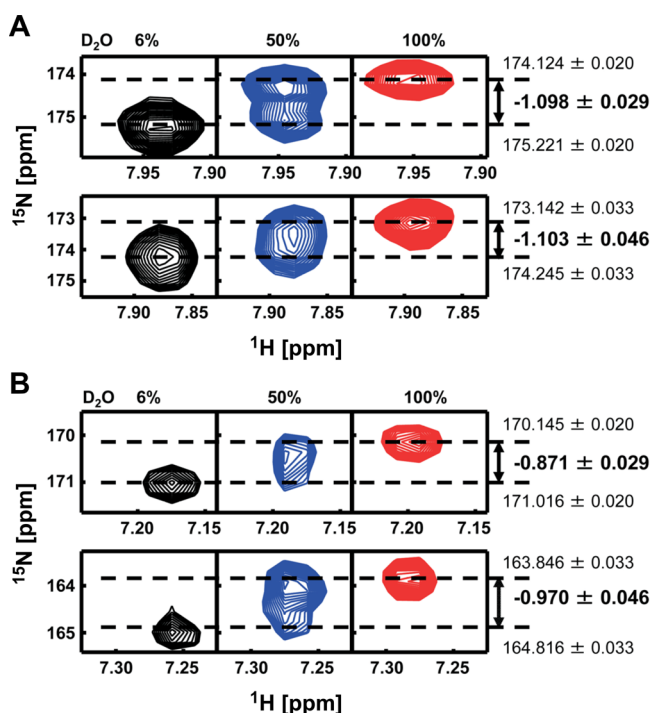 A
D2O 6% 50% 100%
174
175
174.124 ± 0.020
-1.098 ± 0.029
175.221 ± 0.020
7.95 7.90 7.95 7.90 7.95 7.90
15N [ppm]
173
174
175
173.142 ± 0.033
-1.103 ± 0.046
174.245 ± 0.033
7.90 7.85 7.90 7.85 7.90 7.85
1H [ppm]
B
D2O 6% 50% 100%
170
171
170.145 ± 0.020
-0.871 ± 0.029
171.016 ± 0.020
7.20 7.15 7.20 7.15 7.20 7.15
15N [ppm]
164
165
163.846 ± 0.033
-0.970 ± 0.046
164.816 ± 0.033
7.30 7.25 7.30 7.25 7.30 7.25
1H [ppm]